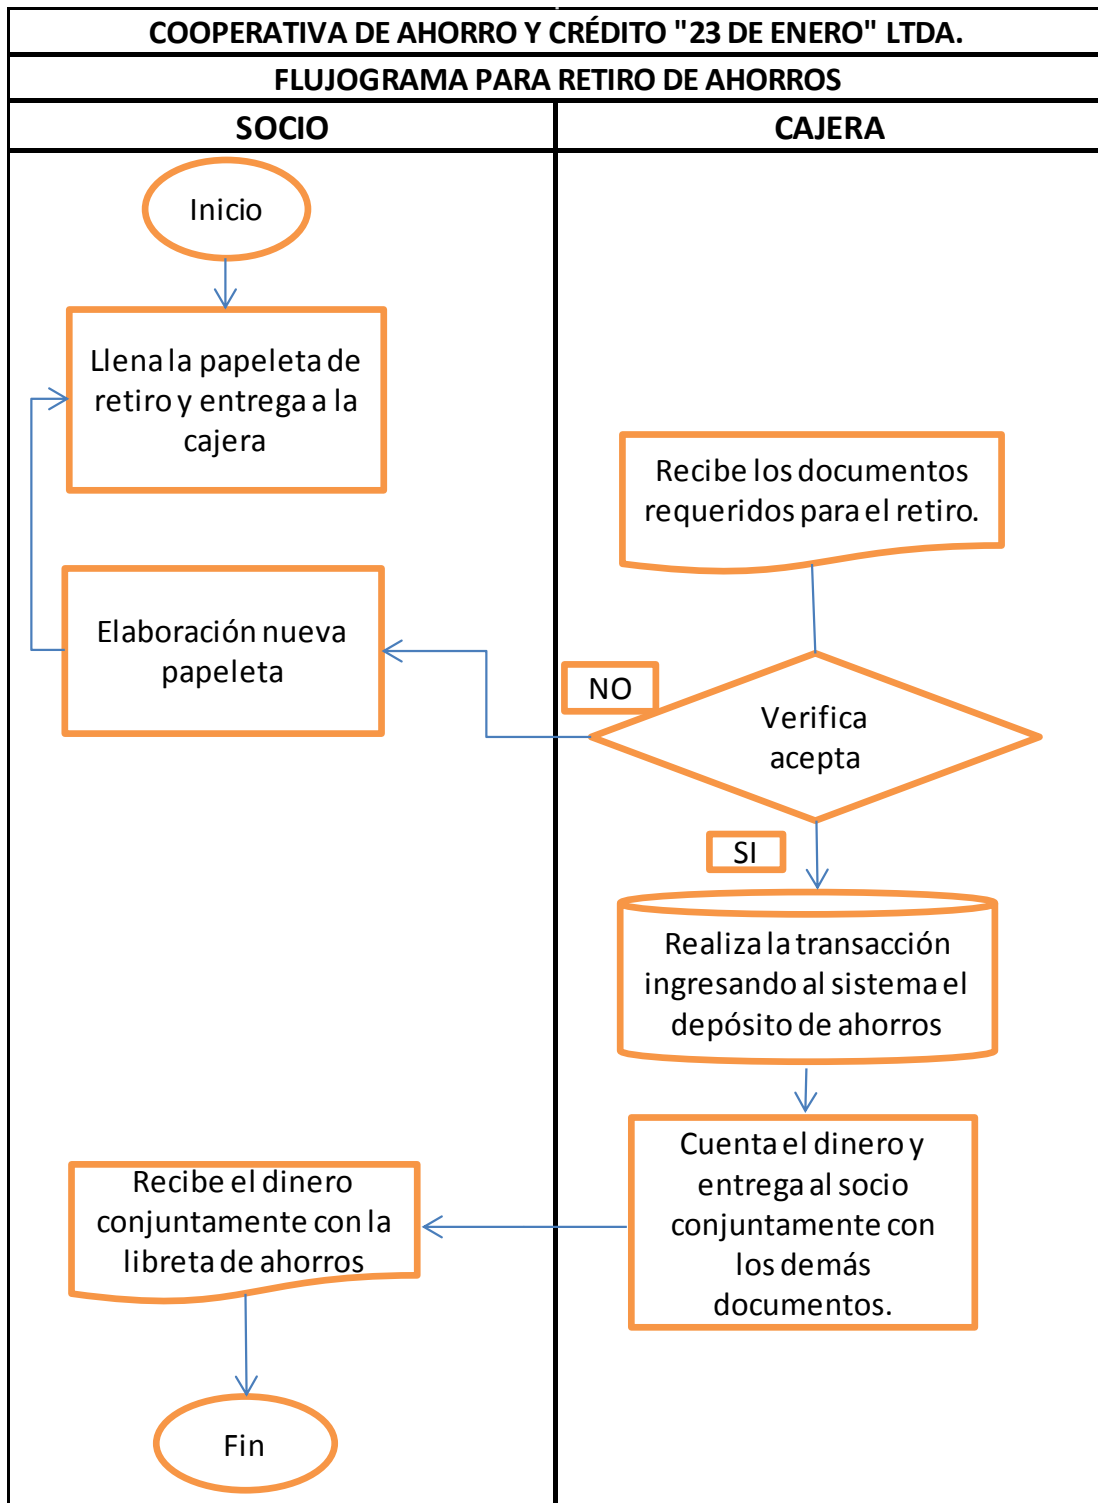 COOPERATIVA DE AHORRO Y CRÉDITO "23 DE ENERO" LTDA.
FLUJOGRAMA PARA RETIRO DE AHORROS
SOCIO
CAJERA
Inicio
Llena la papeleta de
retiro y entrega a la
cajera
Recibe los documentos
requeridos para el retiro.
Elaboración nueva
papeleta
NO
Verifica
acepta
SI
Realiza la transacción
ingresando al sistema el
depósito de ahorros
Cuenta el dinero y
entrega al socio
conjuntamente con
los demás
documentos.
Recibe el dinero
conjuntamente con la
libreta de ahorros
Fin